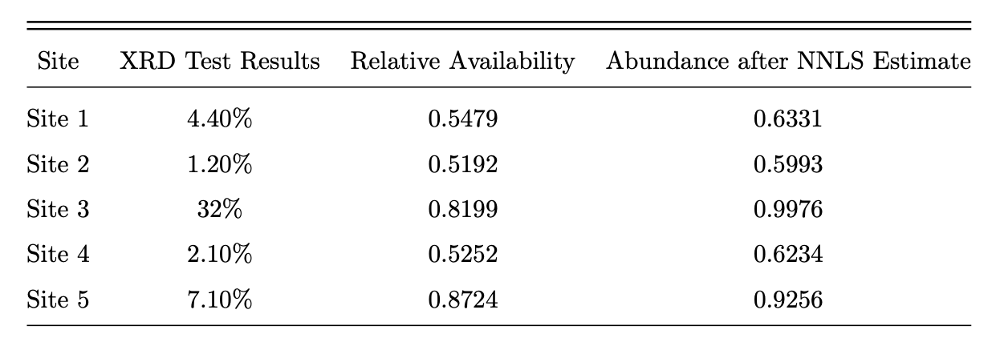 Site XRD Test Results Relative Availability Abundance after NNLS Estimate
Site 1 4.40% 0.5479 0.6331
Site 2 1.20% 0.5192 0.5993
Site 3 32% 0.8199 0.9976
Site 4 2.10% 0.5252 0.6234
Site 5 7.10% 0.8724 0.9256